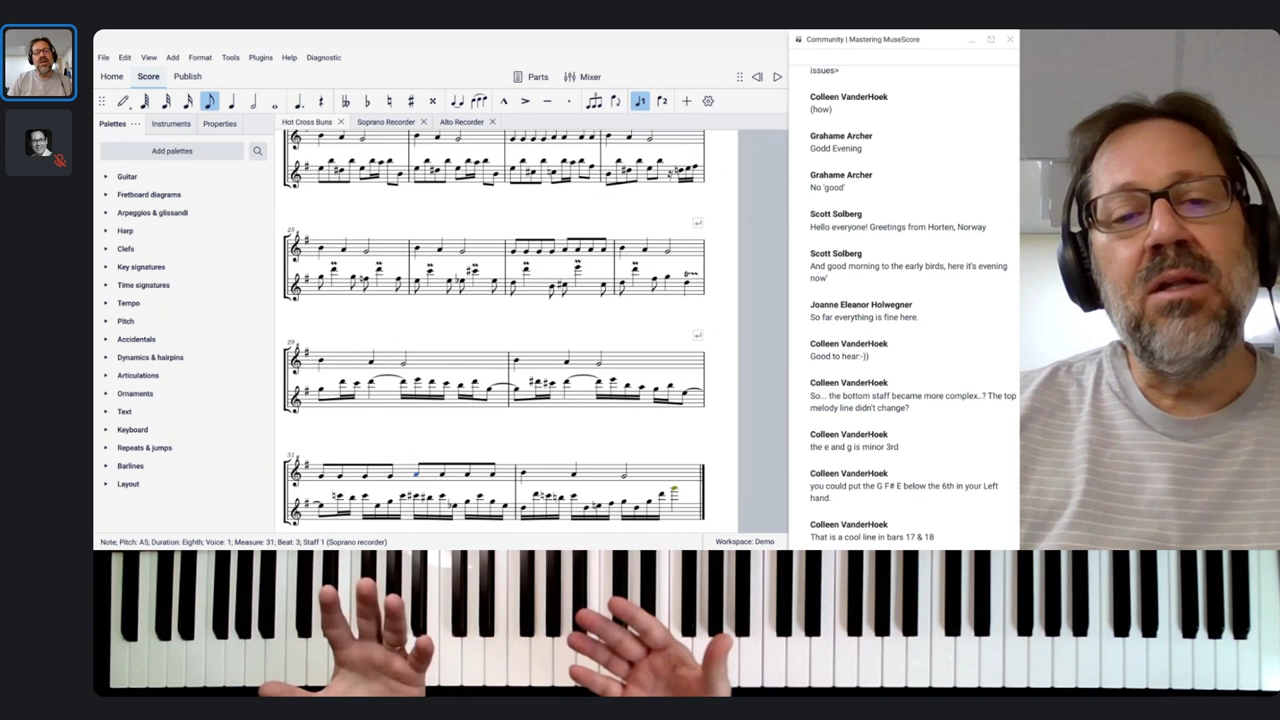 File Edit View Add Format Tools Plugins Help Diagnostic
Home Score Publish
Parts Mixer
Palettes Instruments Properties
Hot Cross Buns Soprano Recorder Alto Recorder
Add palettes
Guitar
Fretboard diagrams
Arpeggios & glissandi
Harp
Clefs
Key signatures
Time signatures
Tempo
Pitch
Accidentals
Dynamics & hairpins
Articulations
Ornaments
Text
Keyboard
Repeats & jumps
Barlines
Layout
25
29
31
Note; Pitch: A5; Duration: Eighth; Voice: 1; Measure: 31; Beat: 3; Staff 1 (Soprano recorder)
Workspace: Demo
Community | Mastering MuseScore
issues>
Colleen VanderHoek
(how)
Grahame Archer
Godd Evening
Grahame Archer
No 'good'
Scott Solberg
Hello everyone! Greetings from Horten, Norway
Scott Solberg
And good morning to the early birds, here it's evening
now'
Joanne Eleanor Holwegner
So far everything is fine here.
Colleen VanderHoek
Good to hear:-))
Colleen VanderHoek
So... the bottom staff became more complex..? The top
melody line didn't change?
Colleen VanderHoek
the e and g is minor 3rd
Colleen VanderHoek
you could put the G F# E below the 6th in your Left
hand.
Colleen VanderHoek
That is a cool line in bars 17 & 18